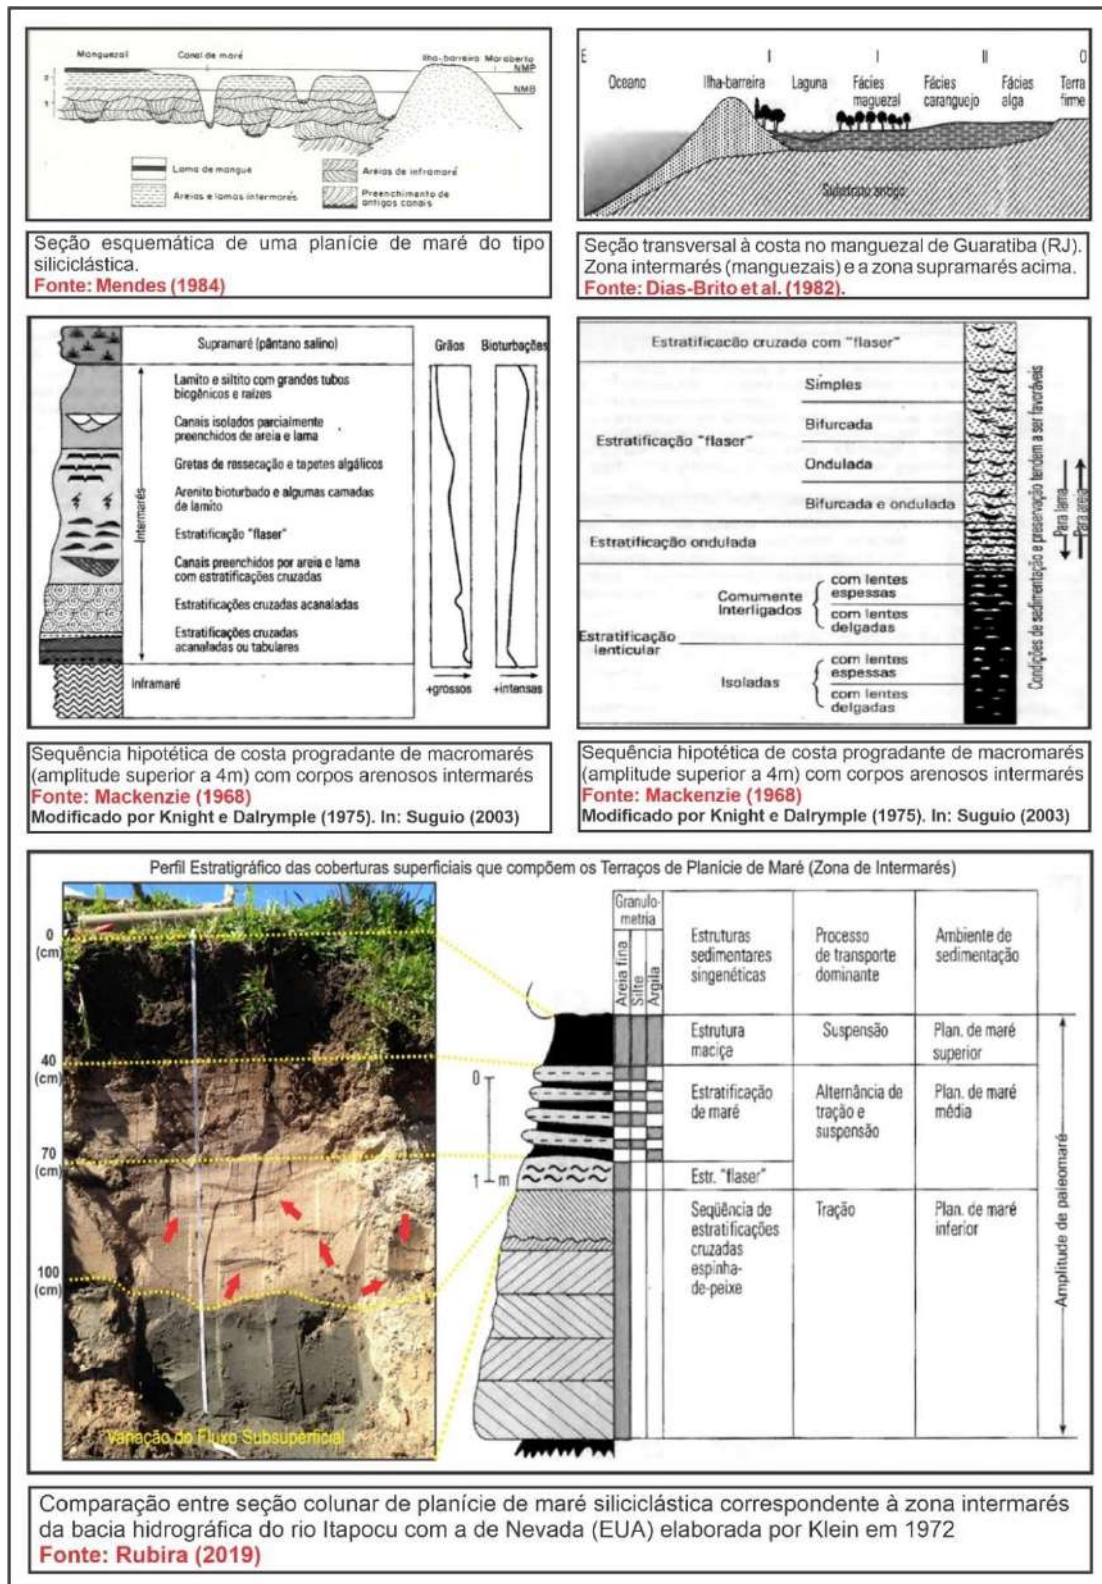 Manguezal Canal de maré Ilha-barreira Mar aberto
NMP
NMB
2
1
Lama de mangue
Areias de inframaré
Areias e lamas intermarés
Preenchimento de
antigos canais
Seção esquemática de uma planície de maré do tipo
siliciclástica.
Fonte: Mendes (1984)
E I I II O
Oceano Ilha-barreira Laguna Fácies
maguezal
Fácies
caranguejo
Fácies
alga
Terra
firme
Substrato antigo
Seção transversal à costa no manguezal de Guaratiba (RJ).
Zona intermarés (manguezais) e a zona supramarés acima.
Fonte: Dias-Brito et al. (1982).
Supramaré (pântano salino)
Grãos Bioturbações
Intermarés
Lamito e siltito com grandes tubos
biogênicos e raízes
Canais isolados parcialmente
preenchidos de areia e lama
Gretas de ressecação e tapetes algálicos
Arenito bioturbado e algumas camadas
de lamito
Estratificação "flaser"
Canais preenchidos por areia e lama
com estratificações cruzadas
Estratificações cruzadas acanaladas
Estratificações cruzadas
acanaladas ou tabulares
Inframaré
+grossos +intensas
Sequência hipotética de costa progradante de macromarés
(amplitude superior a 4m) com corpos arenosos intermarés
Fonte: Mackenzie (1968)
Modificado por Knight e Dalrymple (1975). In: Suguio (2003)
Estratificacão cruzada com "flaser"
Estratificação "flaser"
Simples
Bifurcada
Ondulada
Bifurcada e ondulada
Estratificação ondulada
Estratificação
lenticular
Comumente
Interligados
com lentes
espessas
com lentes
delgadas
Isoladas
com lentes
espessas
com lentes
delgadas
Condições de sedimentação e preservação tendem a ser favoráveis
Para lama
Para areia
Sequência hipotética de costa progradante de macromarés
(amplitude superior a 4m) com corpos arenosos intermarés
Fonte: Mackenzie (1968)
Modificado por Knight e Dalrymple (1975). In: Suguio (2003)
Perfil Estratigráfico das coberturas superficiais que compõem os Terraços de Planície de Maré (Zona de Intermarés)
0
(cm)
40
(cm)
70
(cm)
100
(cm)
Variação do Fluxo Subsuperficial
0
1 m
Granulo-
metria
Areia fina
Silte
Argila
Estruturas
sedimentares
singenéticas
Processo
de transporte
dominante
Ambiente de
sedimentação
Estrutura
maciça
Suspensão
Plan. de maré
superior
Estratificação
de maré
Alternância de
tração e
suspensão
Plan. de maré
média
Estr. "flaser"
Seqüência de
estratificações
cruzadas
espinha-
de-peixe
Tração
Plan. de maré
inferior
Amplitude de paleomaré
Comparação entre seção colunar de planície de maré siliciclástica correspondente à zona intermarés
da bacia hidrográfica do rio Itapocu com a de Nevada (EUA) elaborada por Klein em 1972
Fonte: Rubira (2019)